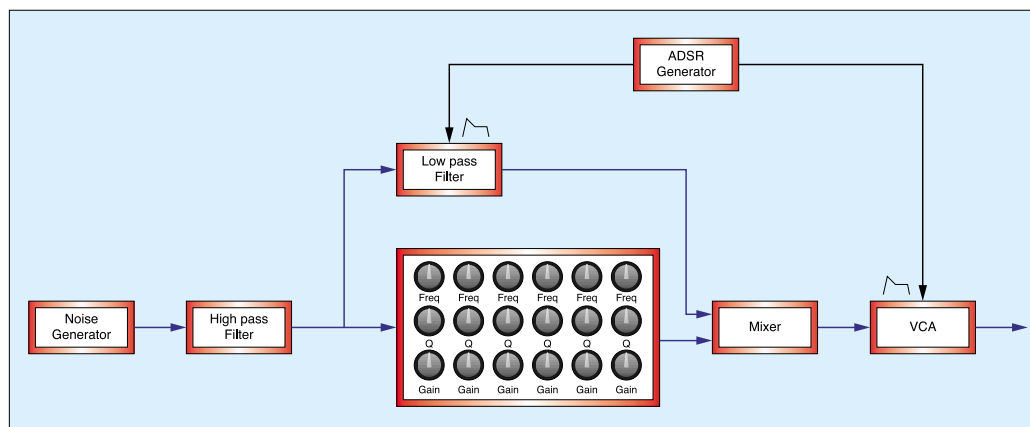 ADSR
Generator
Low pass
Filter
Freq Freq Freq Freq Freq Freq
Noise
Generator
High pass
Filter
Q Q Q Q Q Q
Mixer
VCA
Gain Gain Gain Gain Gain Gain